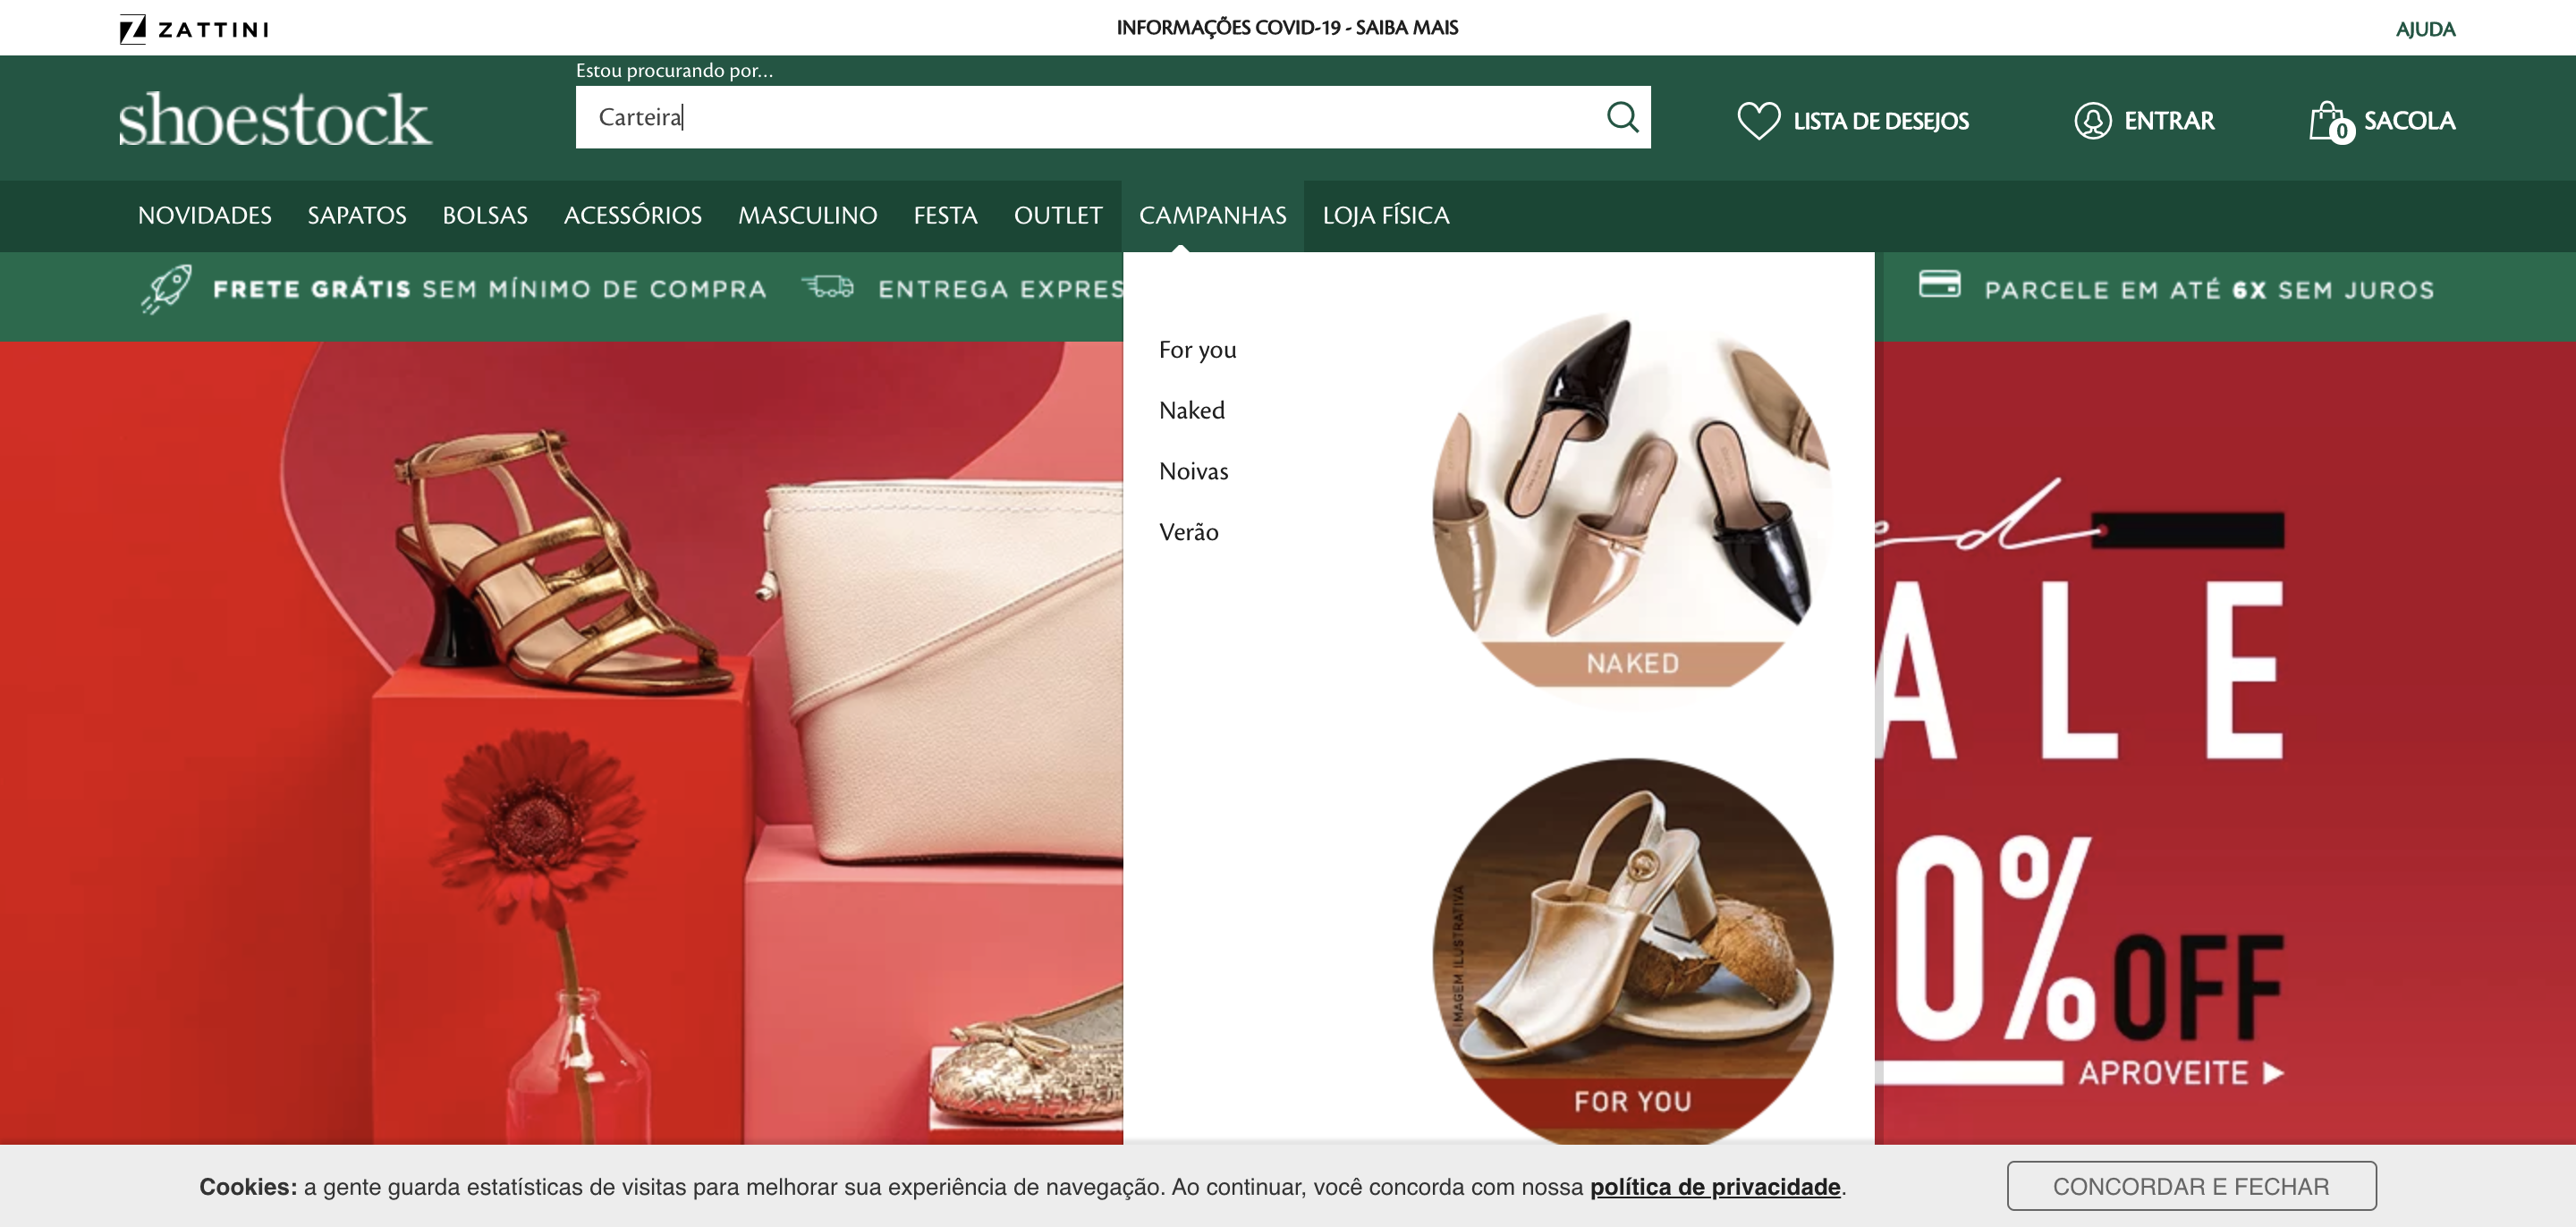 ZATTINI
INFORMAÇÕES COVID-19 - SAIBA MAIS
AJUDA
shoestock
Estou procurando por...
Carteira
LISTA DE DESEJOS
ENTRAR
0
SACOLA
NOVIDADES SAPATOS BOLSAS ACESSÓRIOS MASCULINO FESTA OUTLET CAMPANHAS LOJA FÍSICA
FRETE GRÁTIS SEM MÍNIMO DE COMPRA
ENTREGA EXPRES
PARCELE EM ATÉ 6X SEM JUROS
For you
Naked
Noivas
Verão
NAKED
IMAGEM ILUSTRATIVA
FOR YOU
ed
ALE
0% OFF
APROVEITE
Cookies: a gente guarda estatísticas de visitas para melhorar sua experiência de navegação. Ao continuar, você concorda com nossa política de privacidade.
CONCORDAR E FECHAR